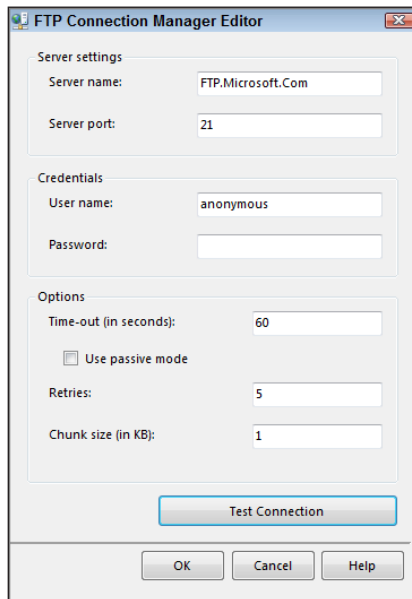 FTP Connection Manager Editor
Server settings
Server name: FTP.Microsoft.Com
Server port: 21
Credentials
User name: anonymous
Password:
Options
Time-out (in seconds): 60
Use passive mode
Retries: 5
Chunk size (in KB): 1
Test Connection
OK Cancel Help